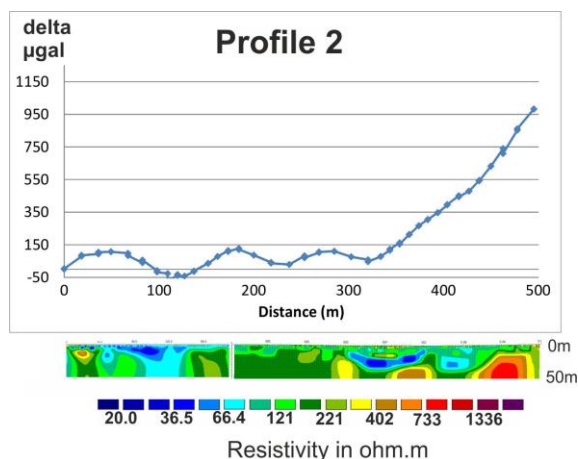 delta
µgal
Profile 2
1150
950
750
550
350
150
-50
0 100 200 300 400 500
Distance (m)
0m
50m
20.0 36.5 66.4 121 221 402 733 1336
Resistivity in ohm.m